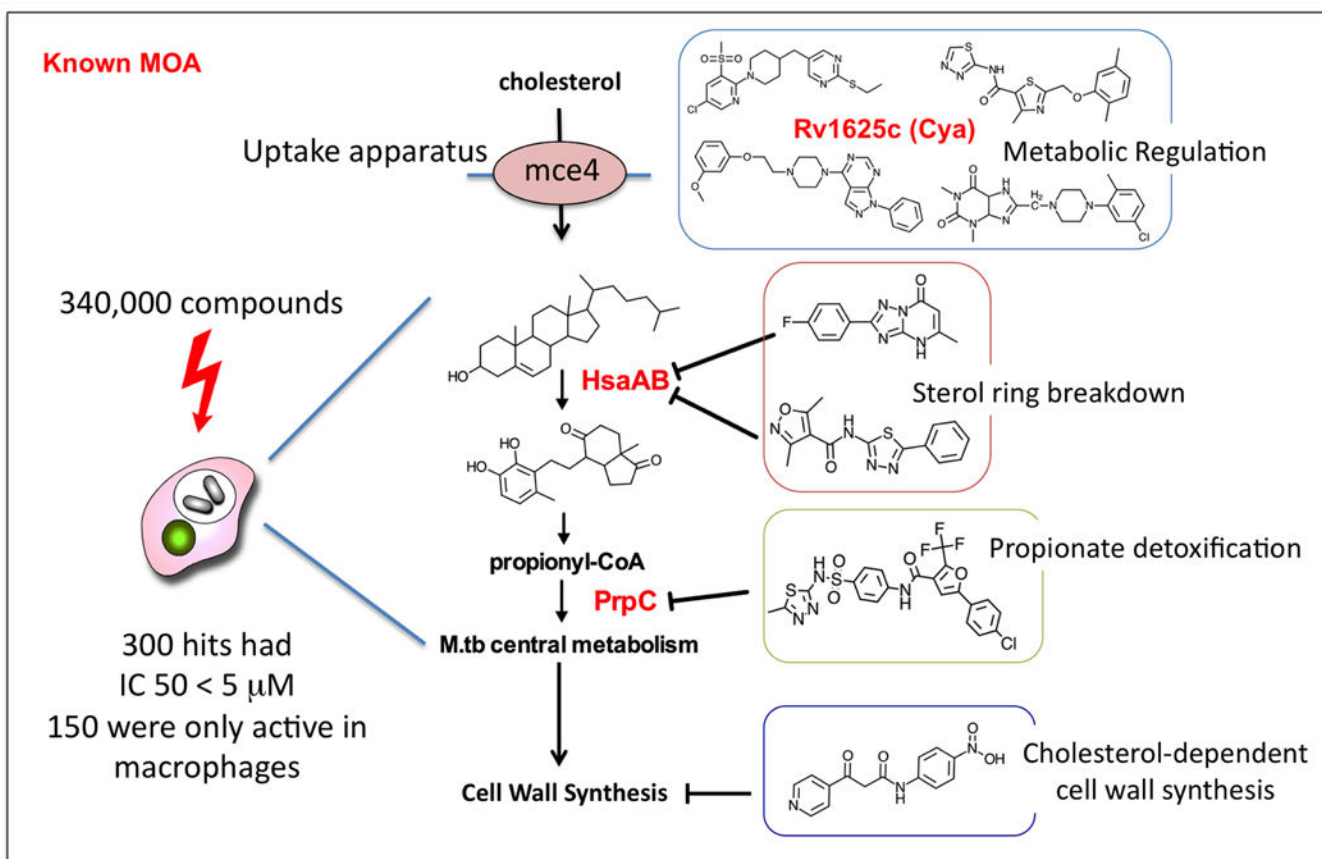 Known MOA
cholesterol
Uptake apparatus
mce4
Rv1625c (Cya)
Metabolic Regulation
340,000 compounds
HsaAB
Sterol ring breakdown
propionyl-CoA
PrpC
Propionate detoxification
M.tb central metabolism
300 hits had
IC 50 < 5 μM
150 were only active in
macrophages
Cell Wall Synthesis
Cholesterol-dependent
cell wall synthesis